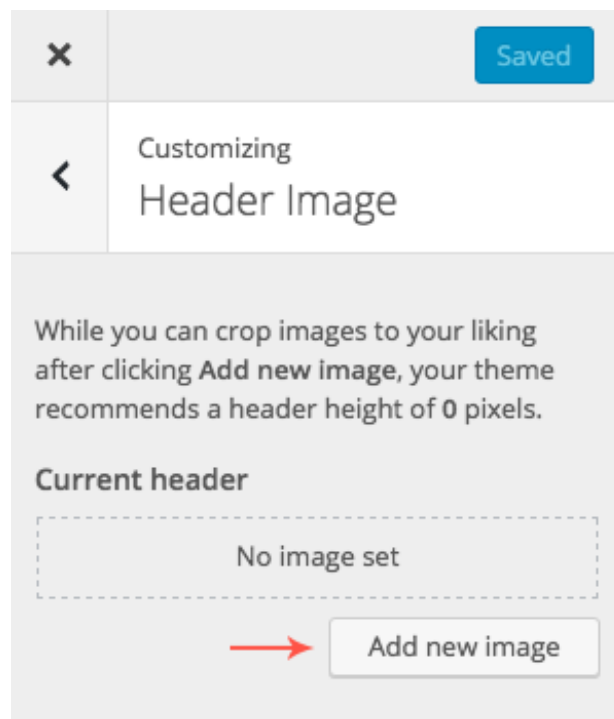 Saved
Customizing
Header Image
While you can crop images to your liking
after clicking Add new image, your theme
recommends a header height of 0 pixels.
Current header
No image set
Add new image